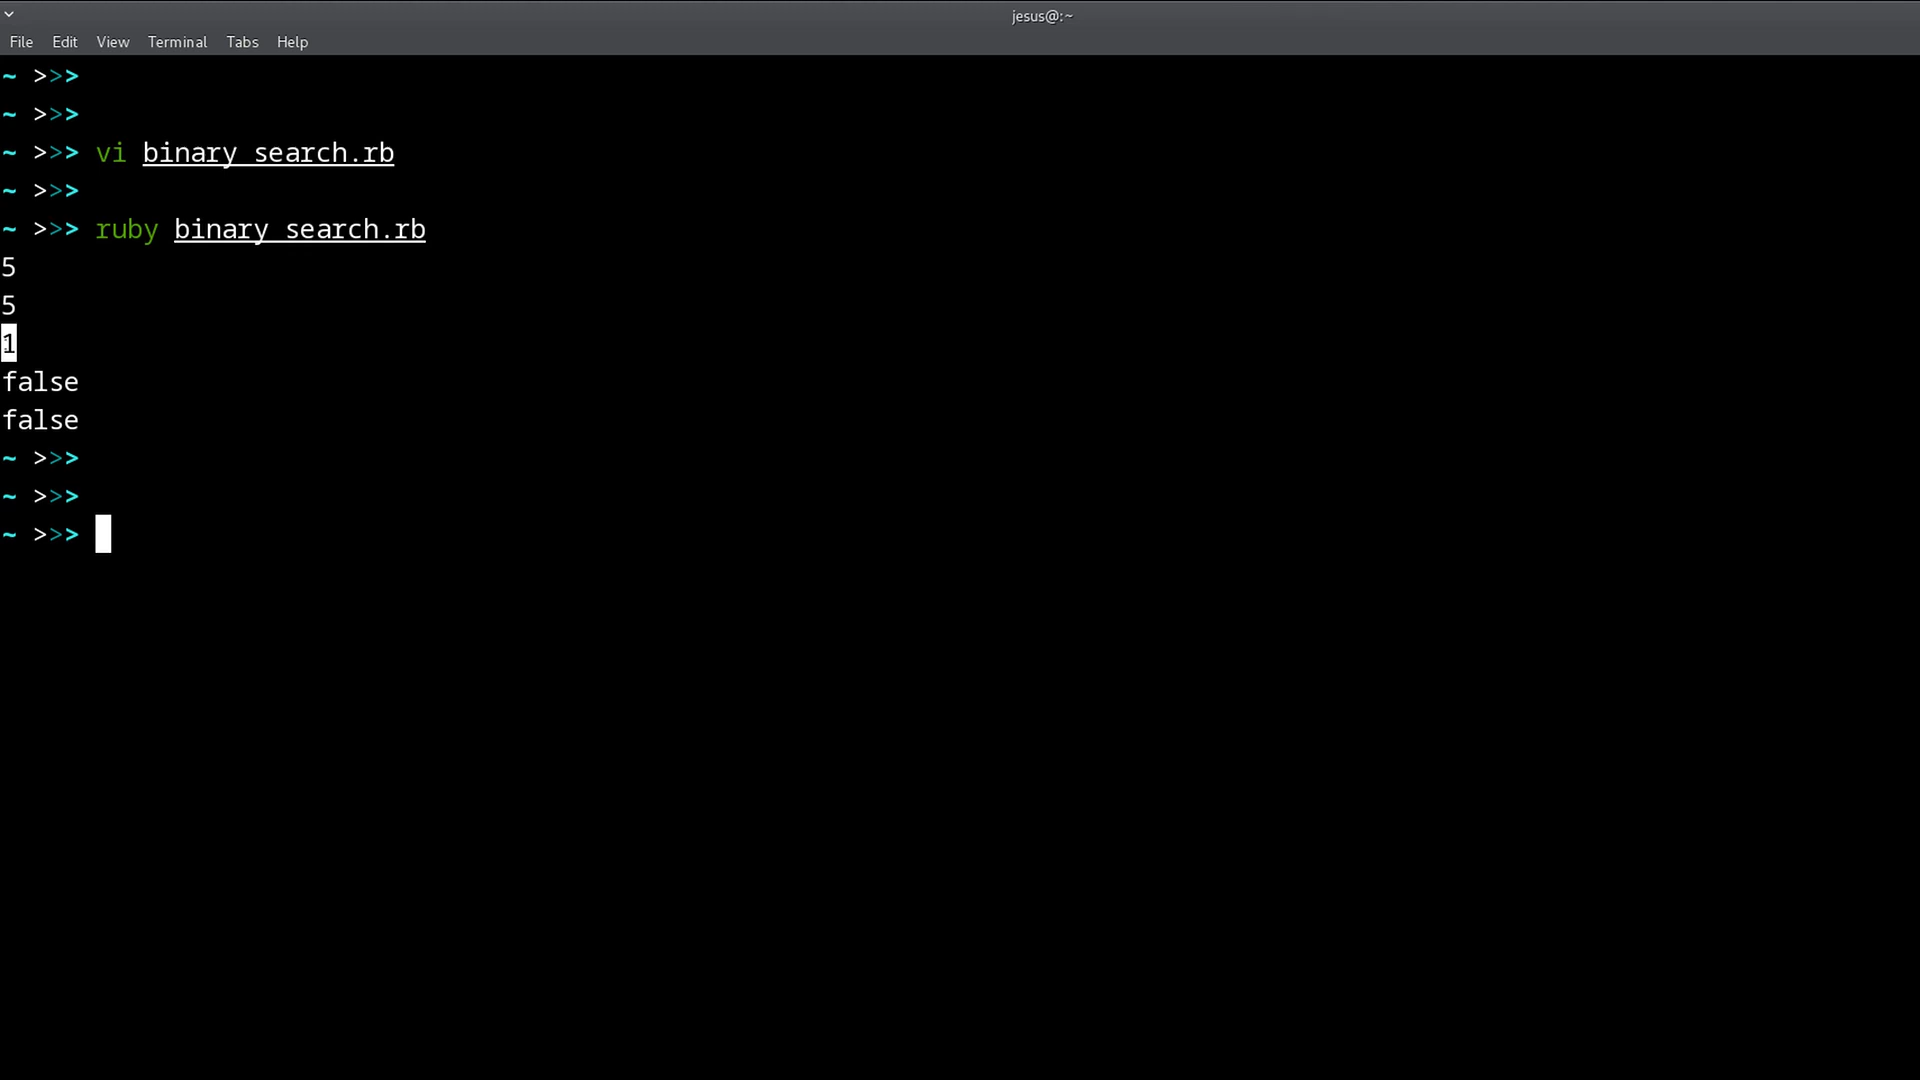 jesus@:~
File Edit View Terminal Tabs Help
~ >>>
~ >>>
~ >>> vi binary_search.rb
~ >>>
~ >>> ruby binary_search.rb
5
5
1
false
false
~ >>>
~ >>>
~ >>>